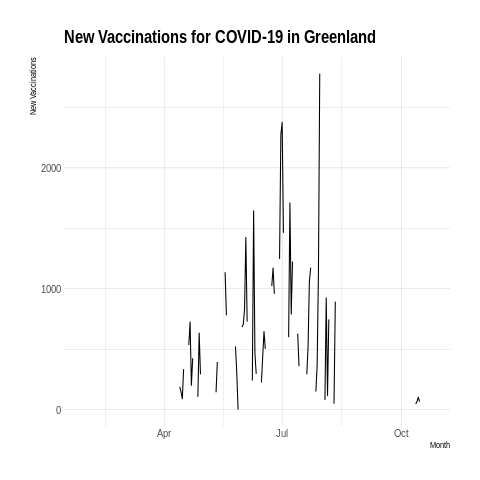 New Vaccinations for COVID-19 in Greenland
New Vaccinations
2000
1000
0
Apr
Jul
Oct
Month